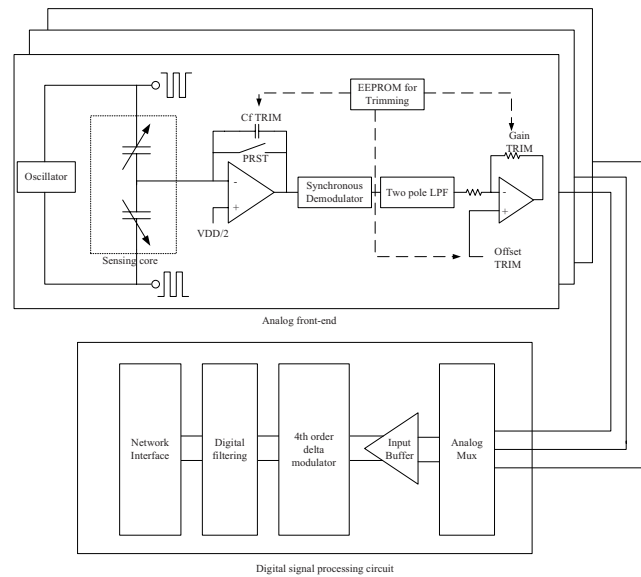 EEPROM for
Trimming
Cf TRIM
PRST
Gain
TRIM
Oscillator
-
+
VDD/2
Synchronous
Demodulator
Two pole LPF
-
+
Offset
TRIM
Sensing core
Analog front-end
Network
Interface
Digital
filtering
4th order
delta
modulator
Input
Buffer
Analog
Mux
Digital signal processing circuit